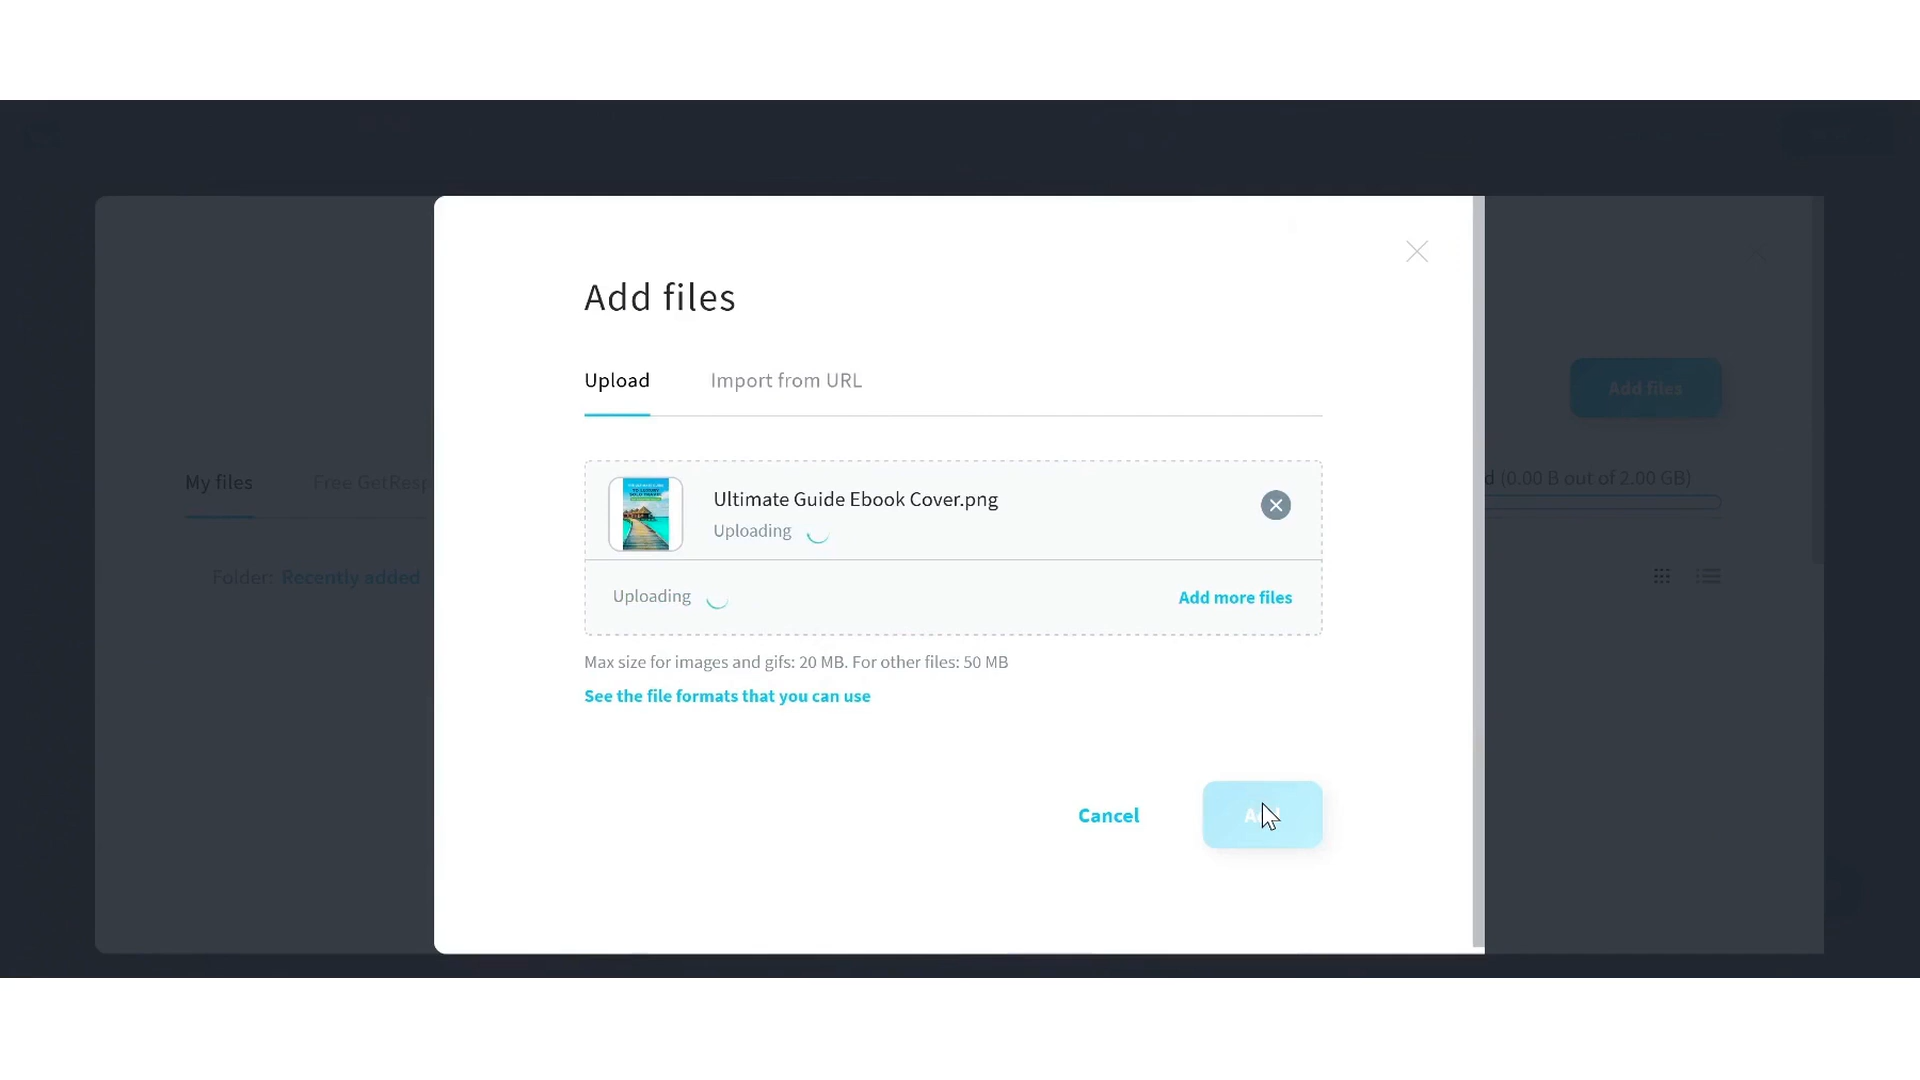 Add files
Upload
Import from URL
Add files
My files
Free GetResp
d (0.00 B out of 2.00 GB)
Ultimate Guide Ebook Cover.png
Uploading
Folder: Recently added
Uploading
Add more files
Max size for images and gifs: 20 MB. For other files: 50 MB
See the file formats that you can use
Cancel